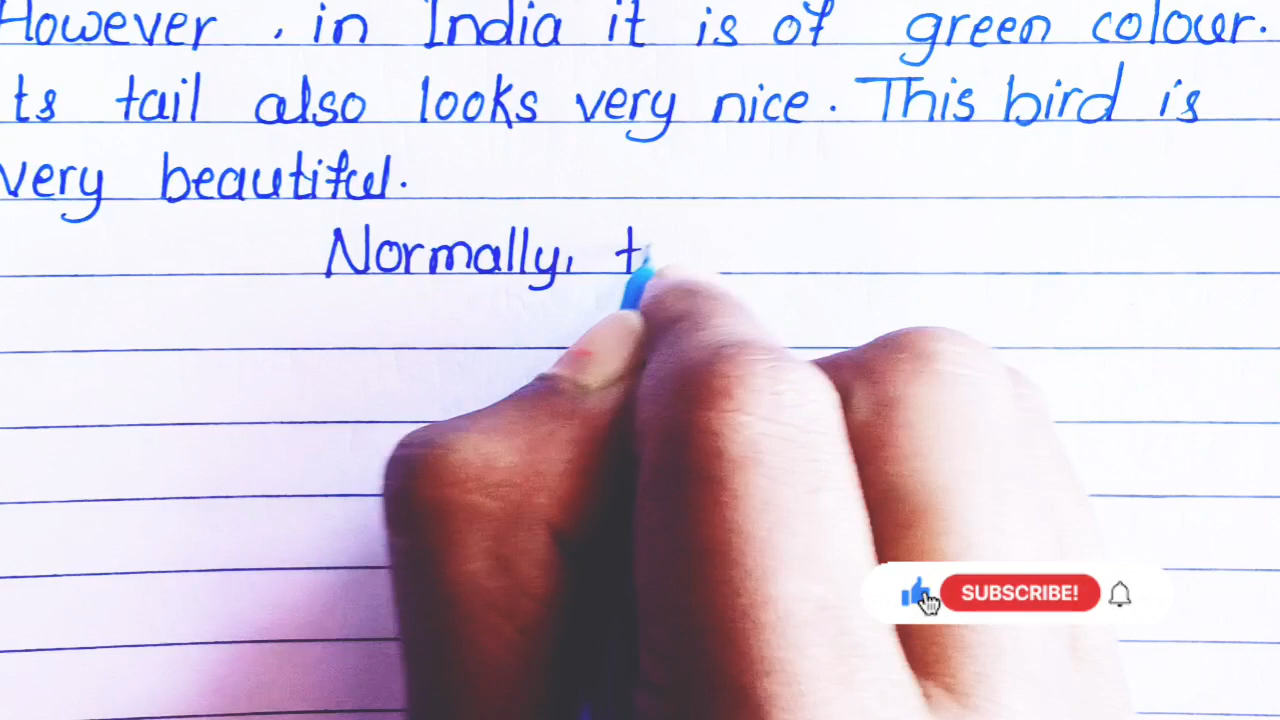 However, in India it is of green colour.
ts tail also looks very nice. This bird is
very beautiful.
Normally, t
SUBSCRIBE!